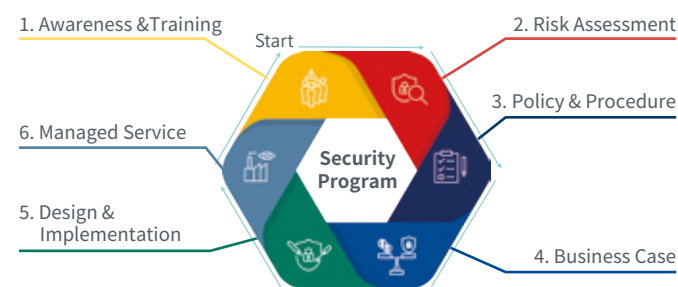 1. Awareness &Training
Start
2. Risk Assessment
3. Policy & Procedure
6. Managed Service
Security
Program
5. Design &
Implementation
4. Business Case